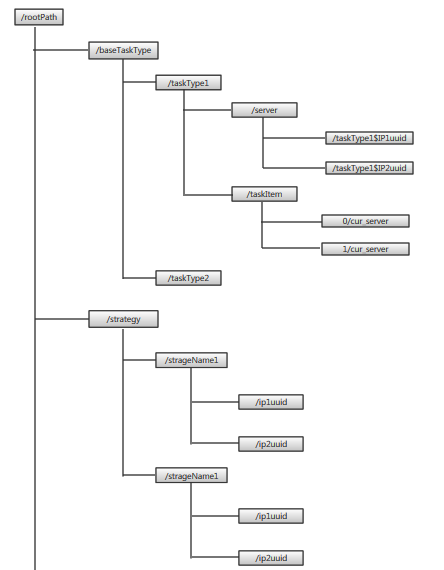 /rootPath
/baseTaskType
/taskType1
/server
/taskType1$IP1uuid
/taskType1$IP2uuid
/taskItem
0/cur_server
1/cur_server
/taskType2
/strategy
/strageName1
/ip1uuid
/ip2uuid
/strageName1
/ip1uuid
/ip2uuid